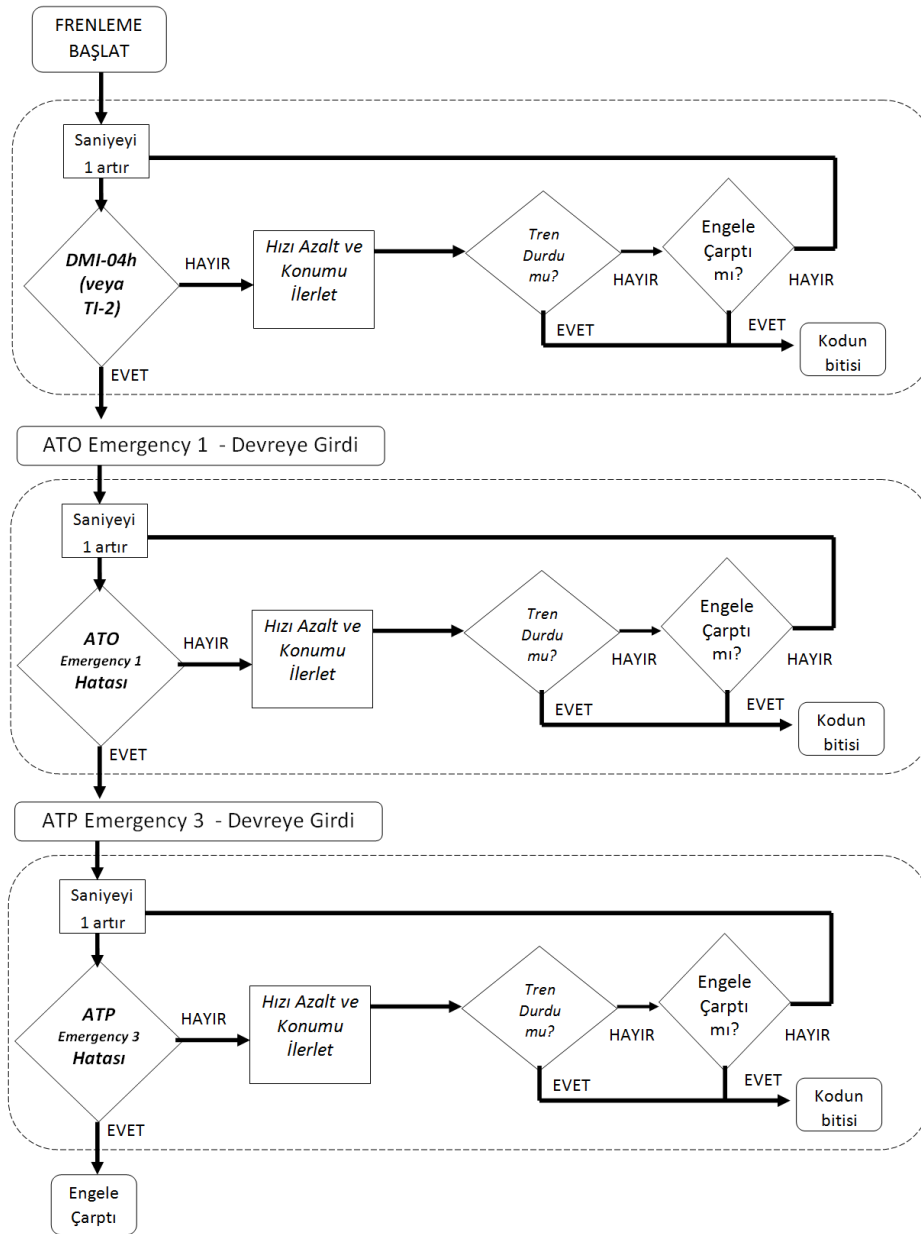 FRENLEME
BAŞLAT
Saniyeyi
1 artır
DMI-04h
(veya
TI-2)
HAYIR
Hızı Azalt ve
Konumu
İlerlet
Tren
Durdu
mu?
HAYIR
Engele
Çarptı
mı?
HAYIR
EVET
EVET
Kodun
bitisi
EVET
ATO Emergency 1 - Devreye Girdi
Saniyeyi
1 artır
ATO
Emergency 1
Hatası
HAYIR
Hızı Azalt ve
Konumu
İlerlet
Tren
Durdu
mu?
HAYIR
Engele
Çarptı
mı?
HAYIR
EVET
EVET
Kodun
bitisi
EVET
ATP Emergency 3 - Devreye Girdi
Saniyeyi
1 artır
ATP
Emergency 3
Hatası
HAYIR
Hızı Azalt ve
Konumu
İlerlet
Tren
Durdu
mu?
HAYIR
Engele
Çarptı
mı?
HAYIR
EVET
EVET
Kodun
bitisi
EVET
Engele
Çarptı